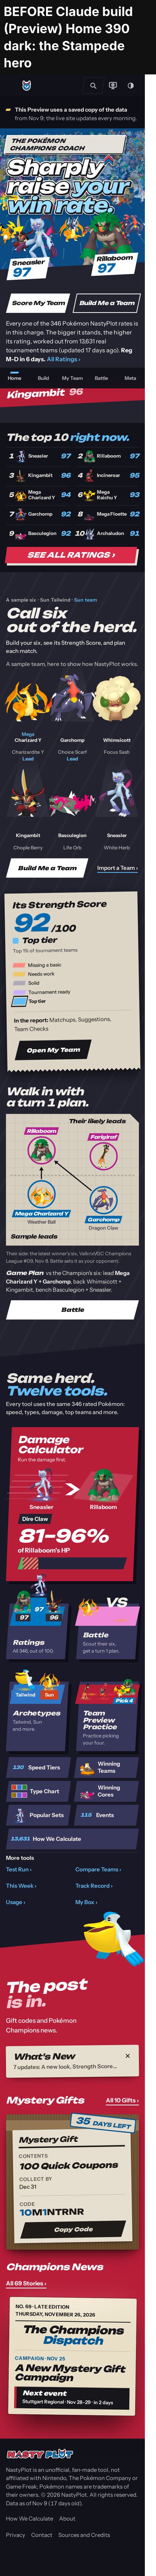 BEFORE Claude build
(Preview) Home 390
dark: the Stampede
hero
This Preview uses a saved copy of the data
from Nov 9; the live site updates every morning.
THE POKÉMON
CHAMPIONS COACH
Sharply
raise your
win rate.
Sneasler
97
Rillaboom
97
Score My Team
Build Me a Team
Every one of the 346 Pokémon NastyPlot rates is
in this charge. The bigger it stands, the higher
its rating, worked out from 13,631 real
tournament teams (updated 17 days ago). Reg
M-D in 6 days. All Ratings ›
Home
Build
My Team
Battle
Meta
Kingambit 96
The top 10 right now.
1 Sneasler 97
2 Rillaboom 97
3 Kingambit 96
4 Incineroar 95
5 Mega Charizard Y 94
6 Mega Raichu Y 93
7 Garchomp 92
8 Mega Floette 92
9 Basculegion 92
10 Archaludon 91
SEE ALL RATINGS ›
A sample six · Sun Tailwind · Sun team
Call six
out of the herd.
Build your six, see its Strength Score, and plan
each match.
A sample team, here to show how NastyPlot works.
Mega
Charizard Y
Charizardite Y
Lead
Garchomp
Choice Scarf
Lead
Whimsicott
Focus Sash
Kingambit
Chople Berry
Basculegion
Life Orb
Sneasler
White Herb
Build Me a Team
Import a Team ›
Its Strength Score
92/100
Top tier
Top 1% of tournament teams
Missing a basic
Needs work
Solid
Tournament ready
Top tier
In the report: Matchups, Suggestions,
Team Checks
Open My Team
Walk in with
a turn 1 plan.
Their likely leads
Rillaboom
Farigiraf
Mega Charizard Y
Weather Ball
Garchomp
Dragon Claw
Sample leads
Game Plan vs the Champion's six: lead Mega
Charizard Y + Garchomp, back Whimsicott +
Kingambit, bench Basculegion + Sneasler.
Battle
Same herd.
Twelve tools.
Every tool uses the same 346 rated Pokémon:
speed, types, damage, top teams and more.
Damage
Calculator
Run the damage first.
Sneasler
Rillaboom
Dire Claw
81–96%
of Rillaboom's HP
97
97
96
Ratings
All 346, out of 100.
VS
Battle
Scout their six,
get a turn 1 plan.
Tailwind
Sun
Archetypes
Tailwind, Sun
and more.
Pick 4
Team
Preview
Practice
Practice picking
your four.
130 Speed Tiers
Winning
Teams
Type Chart
Winning
Cores
Popular Sets
115 Events
13,631 How We Calculate
More tools
Test Run ›
Compare Teams ›
This Week ›
Track Record ›
Usage ›
My Box ›
The post
is in.
Gift codes and Pokémon
Champions news.
What's New
×
7 updates: A new look, Strength Score...
Mystery Gifts
All 10 Gifts ›
35 DAYS LEFT
Mystery Gift
CONTENTS
100 Quick Coupons
COLLECT BY
Dec 31
CODE
10M1NTRNR
Copy Code
Champions News
All 69 Stories ›
NO. 69 · LATE EDITION
THURSDAY, NOVEMBER 26, 2026
The Champions
Dispatch
CAMPAIGN · NOV 25
A New Mystery Gift
Campaign
Next event
Stuttgart Regional · Nov 28–29 · in 2 days
NASTY PLOT
NastyPlot is an unofficial, fan-made tool, not
affiliated with Nintendo, The Pokémon Company or
Game Freak; Pokémon names are trademarks of
their owners. © 2026 NastyPlot. All rights reserved.
Data as of Nov 9 (17 days old).
How We Calculate
About
Privacy
Contact
Sources and Credits